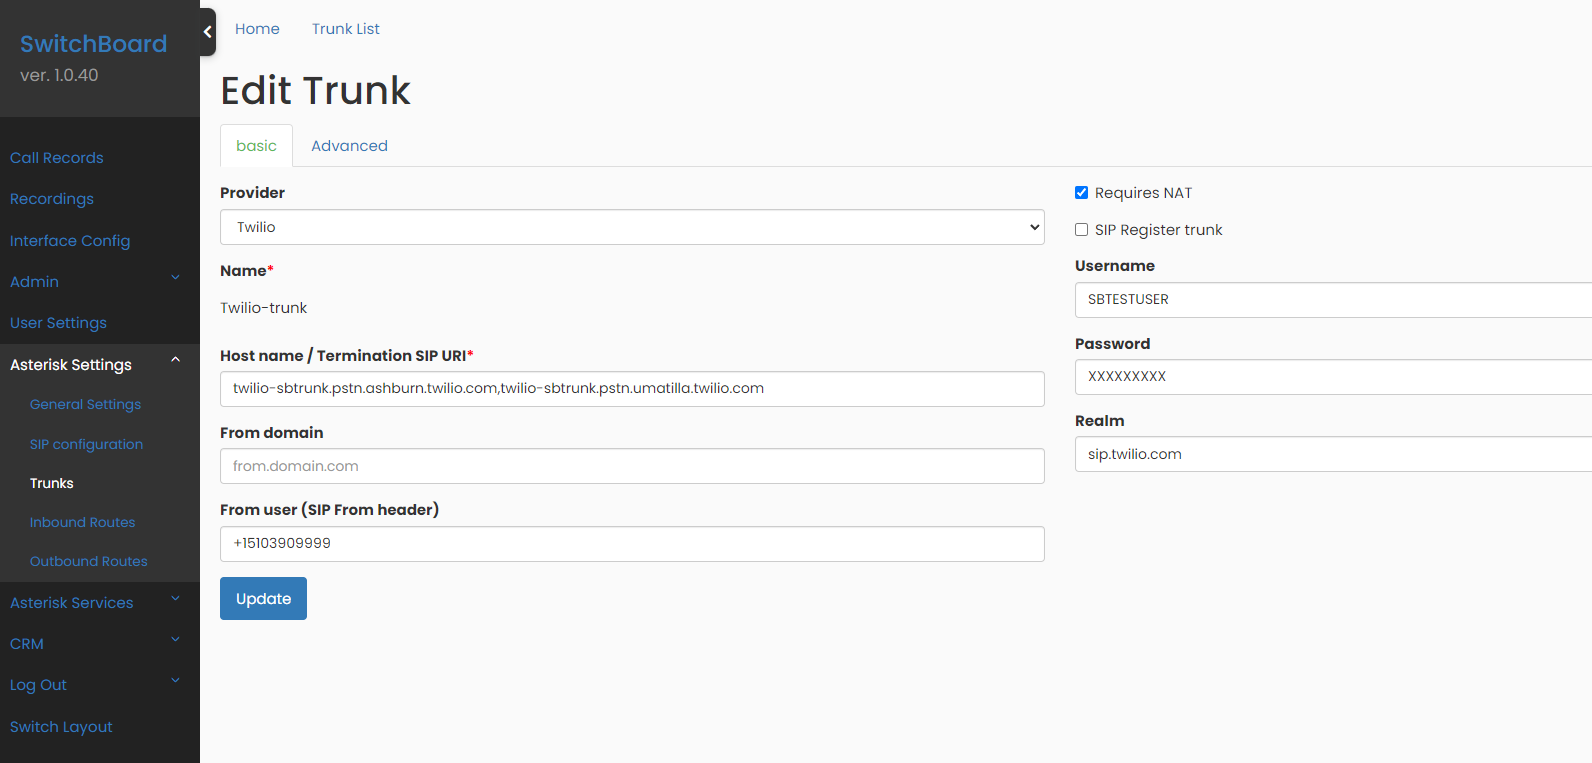 SwitchBoard
ver. 1.0.40
Call Records
Recordings
Interface Config
Admin
User Settings
Asterisk Settings
General Settings
SIP configuration
Trunks
Inbound Routes
Outbound Routes
Asterisk Services
CRM
Log Out
Switch Layout
Home Trunk List
Edit Trunk
basic Advanced
Provider
Twilio
Name*
Twilio-trunk
Host name / Termination SIP URI*
twilio-sbtrunk.pstn.ashburn.twilio.com,twilio-sbtrunk.pstn.umatilla.twilio.com
From domain
from.domain.com
From user (SIP From header)
+15103909999
Update
Requires NAT
SIP Register trunk
Username
SBTESTUSER
Password
XXXXXXXXX
Realm
sip.twilio.com